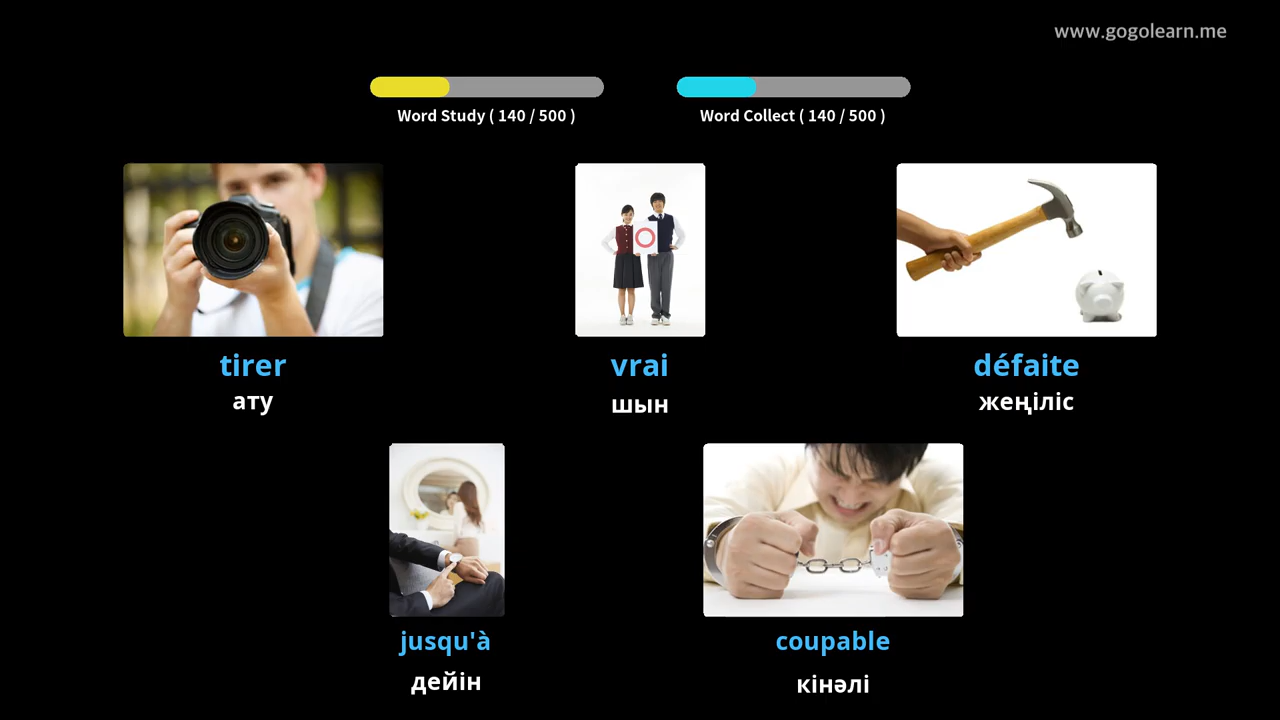 www.gogolearn.me
Word Study ( 140 / 500 )
Word Collect ( 140 / 500 )
tirer
ату
vrai
шын
défaite
жеңіліс
jusqu'à
дейін
coupable
кінәлі